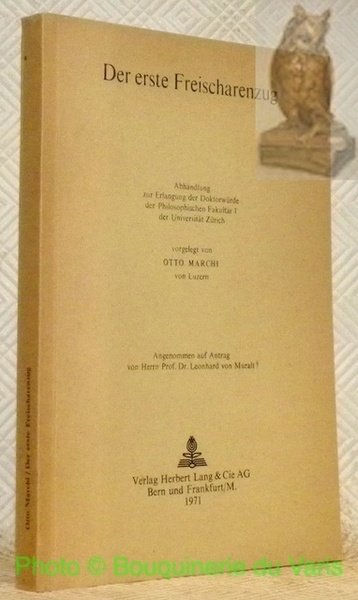 Der erste Freischarenzug
Abhandlung
zur Erlangung der Doktorwürde
der Philosophischen Fakultät I
der Universität Zürich
vorgelegt von
OTTO MARCHI
von Luzern
Angenommen auf Antrag
von Herrn Prof. Dr. Leonhard von Muralt †
Verlag Herbert Lang & Cie AG
Bern und Frankfurt/M.
1971
Otto Marchi / Der erste Freischarenzug
Photo © Bouquinerie du Varis